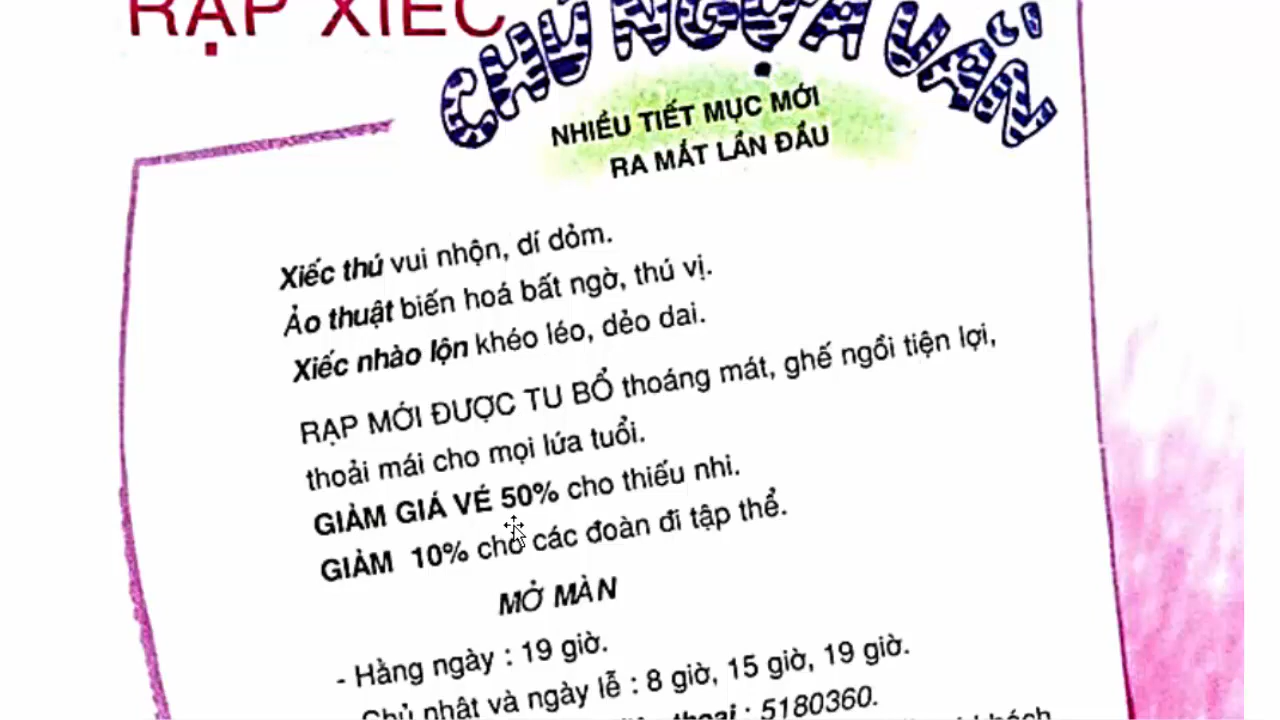 RẠP XIẾC
CHÚ NGỰA VẰN
NHIỀU TIẾT MỤC MỚI
RA MẮT LẦN ĐẦU
Xiếc thú vui nhộn, dí dỏm.
Ảo thuật biến hoá bất ngờ, thú vị.
Xiếc nhào lộn khéo léo, dẻo dai.
RẠP MỚI ĐƯỢC TU BỔ thoáng mát, ghế ngồi tiện lợi,
thoải mái cho mọi lứa tuổi.
GIẢM GIÁ VÉ 50% cho thiếu nhi.
GIẢM 10% cho các đoàn đi tập thể.
MỞ MÀN
- Hằng ngày : 19 giờ.
Chủ nhật và ngày lễ : 8 giờ, 15 giờ, 19 giờ.
thoại : 5180360.
khách